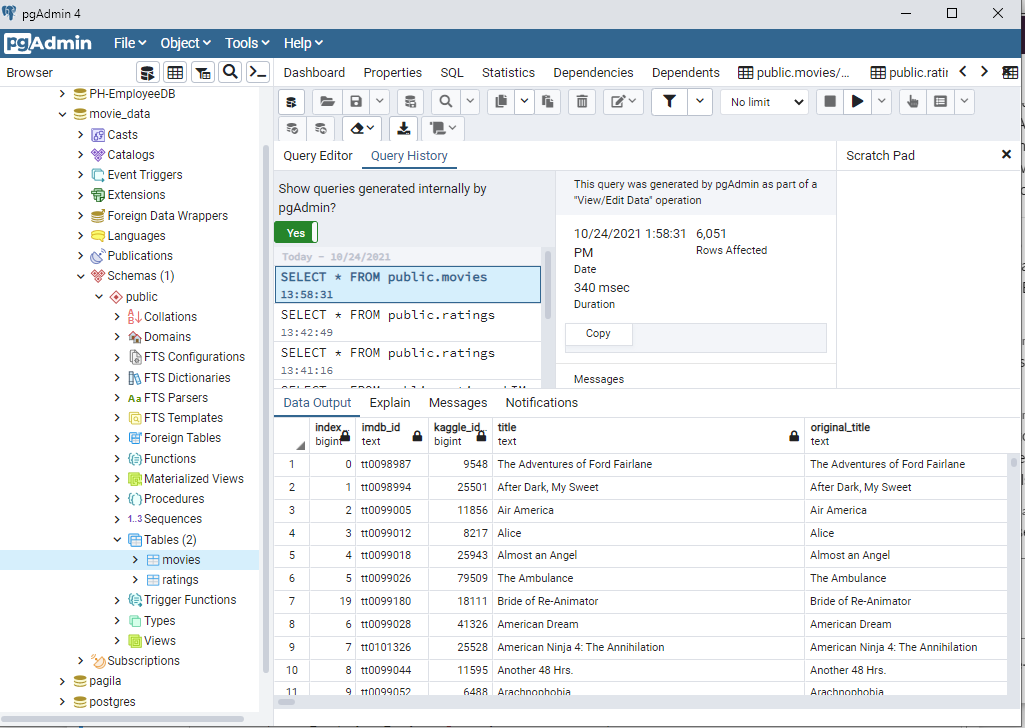 pgAdmin 4
pgAdmin File Object Tools Help
Browser
Dashboard Properties SQL Statistics Dependencies Dependents public.movies/... public.ratin
No limit
PH-EmployeeDB
movie_data
Casts
Catalogs
Event Triggers
Extensions
Foreign Data Wrappers
Languages
Publications
Schemas (1)
public
Collations
Domains
FTS Configurations
FTS Dictionaries
Aa FTS Parsers
FTS Templates
Foreign Tables
Functions
Materialized Views
Procedures
1..3 Sequences
Tables (2)
movies
ratings
Trigger Functions
Types
Views
Subscriptions
pagila
postgres
Query Editor Query History
Show queries generated internally by
pgAdmin?
Yes
Today - 10/24/2021
SELECT * FROM public.movies
13:58:31
SELECT * FROM public.ratings
13:42:49
SELECT * FROM public.ratings
13:41:16
This query was generated by pgAdmin as part of a
"View/Edit Data" operation
10/24/2021 1:58:31 6,051
PM Rows Affected
Date
340 msec
Duration
Copy
Messages
Scratch Pad
Data Output Explain Messages Notifications
index imdb_id kaggle_id title original_title
bigint text bigint text text
1 0 tt0098987 9548 The Adventures of Ford Fairlane The Adventures of Ford Fairlane
2 1 tt0098994 25501 After Dark, My Sweet After Dark, My Sweet
3 2 tt0099005 11856 Air America Air America
4 3 tt0099012 8217 Alice Alice
5 4 tt0099018 25943 Almost an Angel Almost an Angel
6 5 tt0099026 79509 The Ambulance The Ambulance
7 19 tt0099180 18111 Bride of Re-Animator Bride of Re-Animator
8 6 tt0099028 41326 American Dream American Dream
9 7 tt0101326 25528 American Ninja 4: The Annihilation American Ninja 4: The Annihilation
10 8 tt0099044 11595 Another 48 Hrs. Another 48 Hrs.
11 9 tt0099052 6488 Arachnophobia Arachnophobia